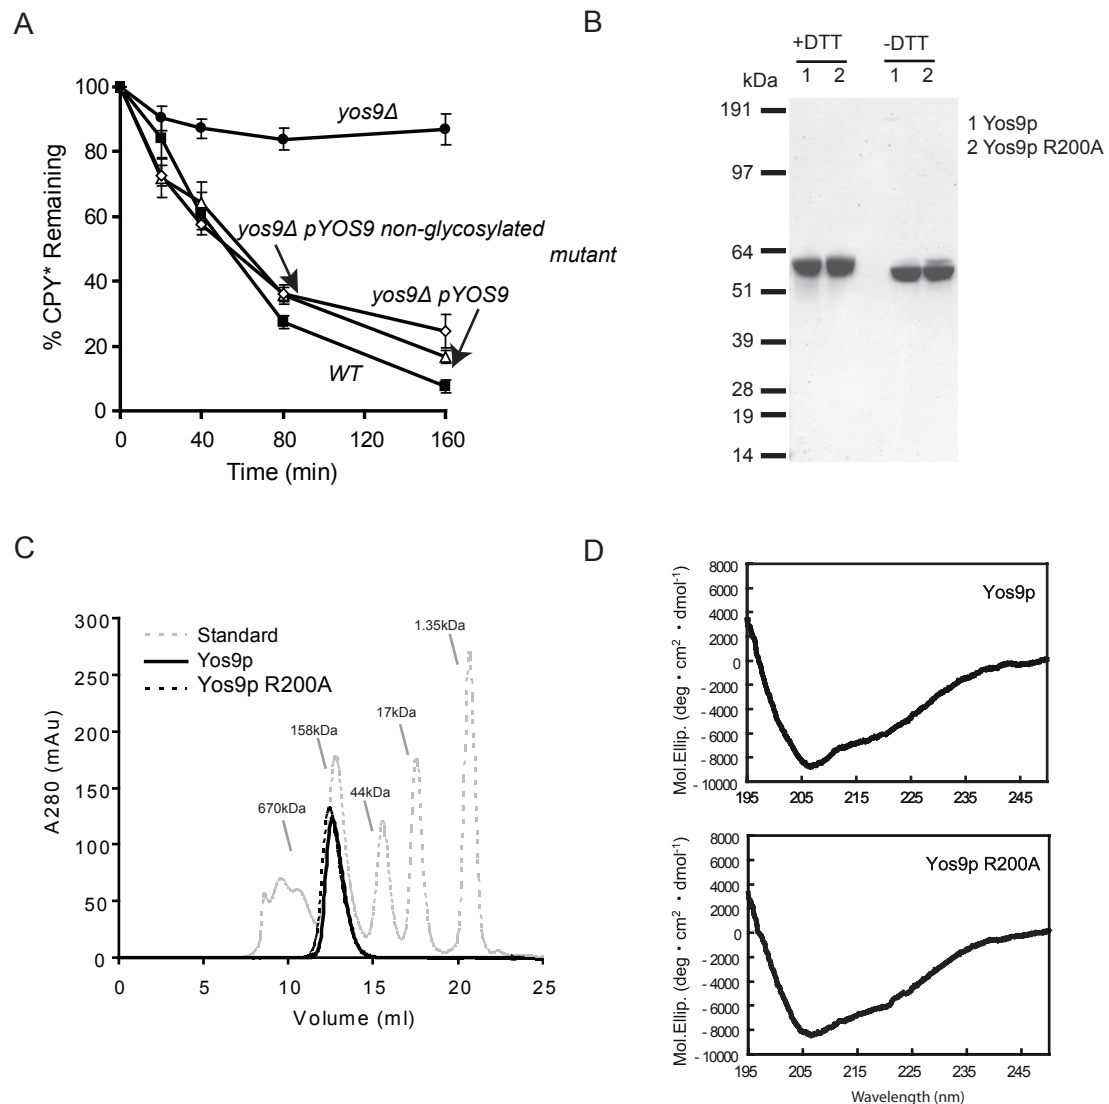 A
% CPY* Remaining
100
80
60
40
20
0
0 40 80 120 160
Time (min)
yos9Δ
yos9Δ pYOS9 non-glycosylated
mutant
yos9Δ pYOS9
WT
B
+DTT -DTT
kDa 1 2 1 2
191
97
64
51
39
28
19
14
1 Yos9p
2 Yos9p R200A
C
A280 (mAu)
300
250
200
150
100
50
0
0 5 10 15 20 25
Volume (ml)
Standard
Yos9p
Yos9p R200A
670kDa
158kDa
44kDa
17kDa
1.35kDa
D
Mol.Ellip. (deg • cm² • dmol⁻¹)
8000
6000
4000
2000
0
- 2000
- 4000
- 6000
- 8000
- 10000
195 205 215 225 235 245
Yos9p
Mol.Ellip. (deg • cm² • dmol⁻¹)
8000
6000
4000
2000
0
- 2000
- 4000
- 6000
- 8000
- 10000
195 205 215 225 235 245
Yos9p R200A
Wavelength (nm)